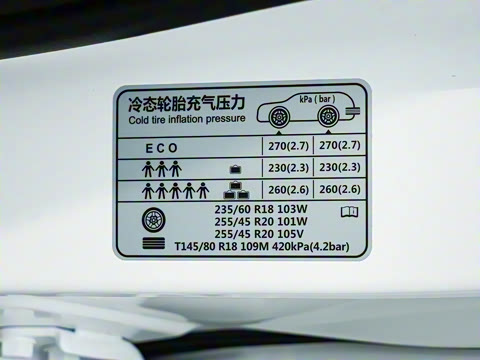 冷态轮胎充气压力 kPa ( bar )
Cold tire inflation pressure
ECO 270(2.7) 270(2.7)
230(2.3) 230(2.3)
260(2.6) 260(2.6)
235/60 R18 103W
255/45 R20 101W
255/45 R20 105V
T145/80 R18 109M 420kPa(4.2bar)